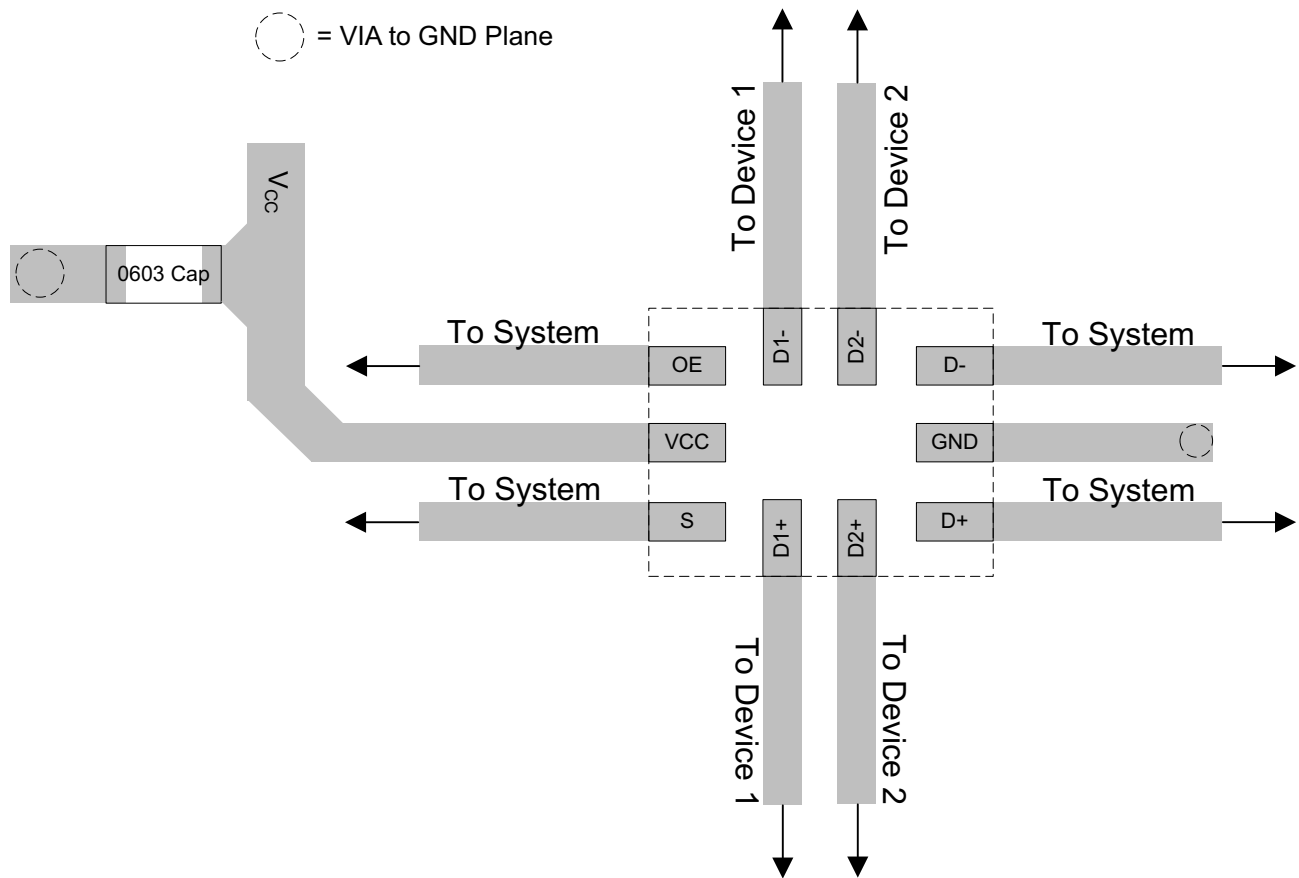 = VIA to GND Plane
To Device 1
To Device 2
VCC
0603 Cap
To System
To System
D1-
D2-
OE
D-
VCC
GND
To System
To System
S
D1+
D2+
D+
To Device 1
To Device 2